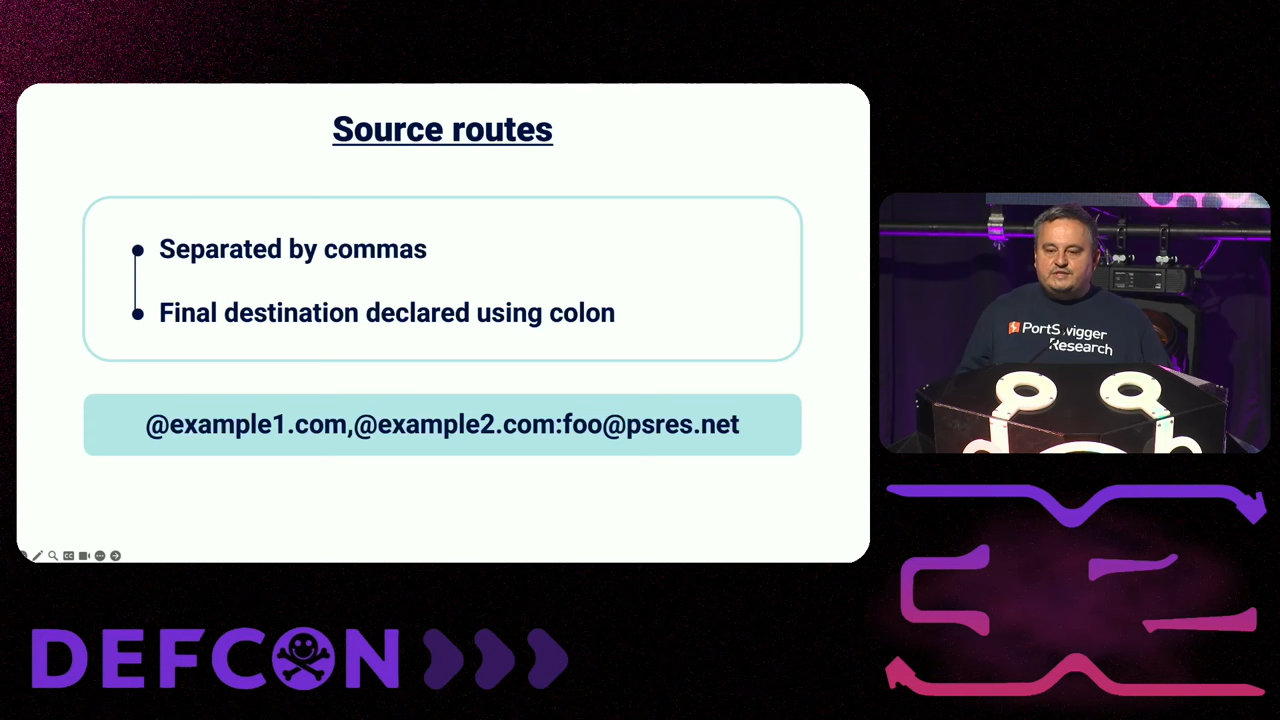 Source routes
Separated by commas
Final destination declared using colon
@example1.com,@example2.com:foo@psres.net
PortSwigger
Research
DEFCON